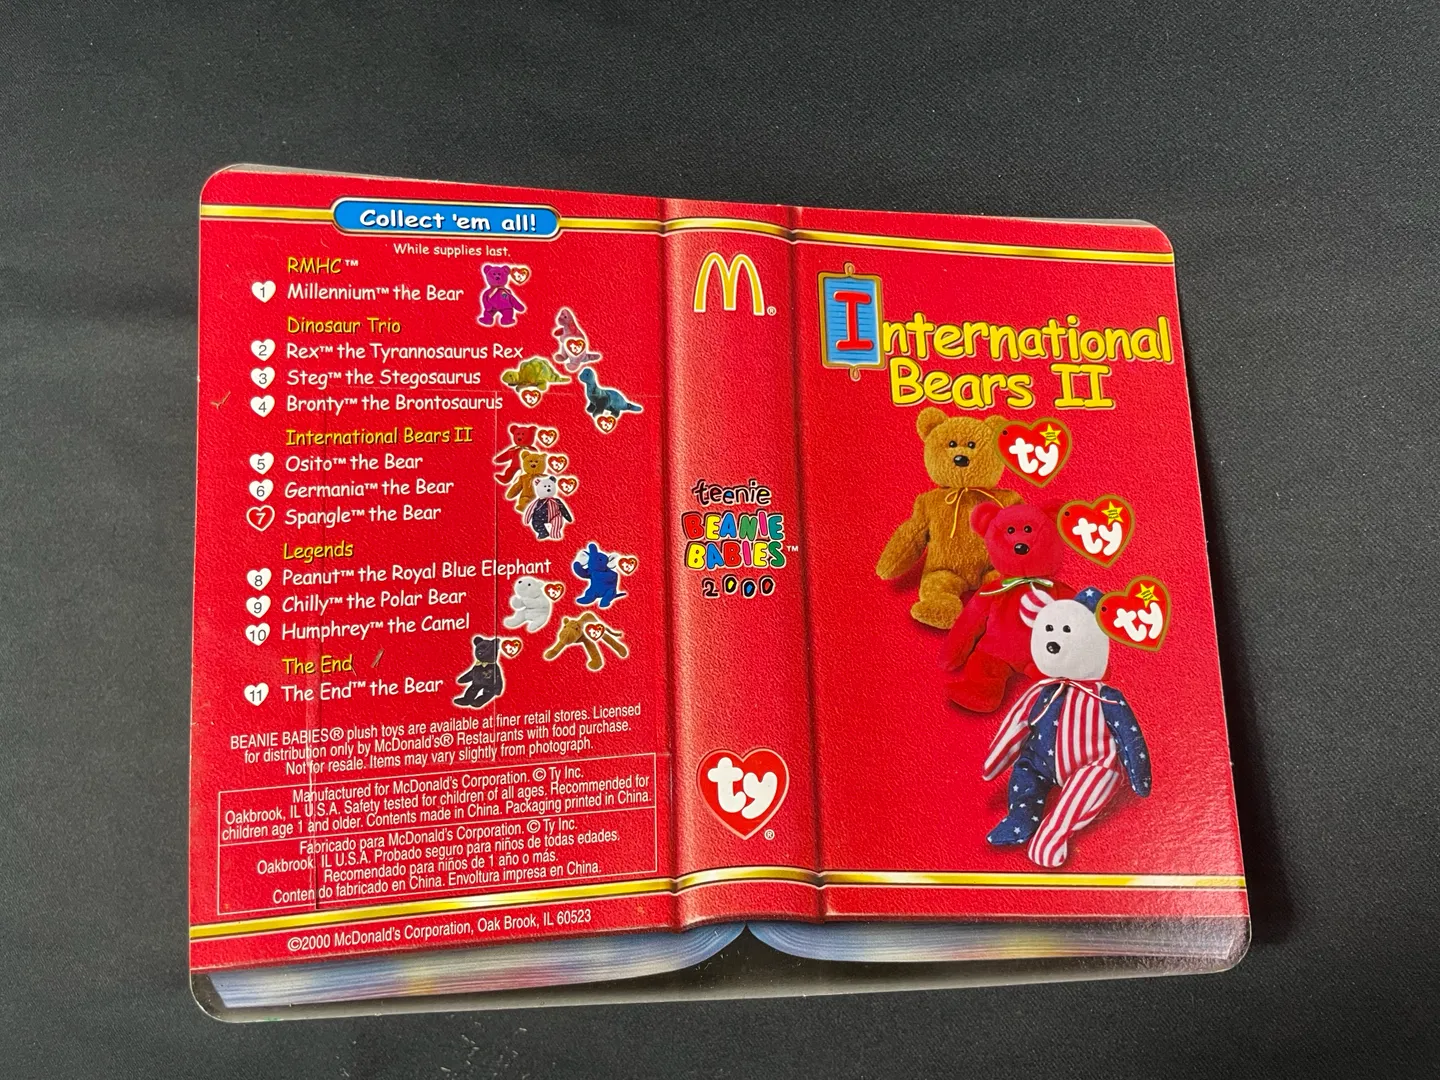 Collect 'em all!
While supplies last.
RMHC™
1 Millennium™ the Bear
Dinosaur Trio
2 Rex™ the Tyrannosaurus Rex
3 Steg™ the Stegosaurus
4 Bronty™ the Brontosaurus
International Bears II
5 Osito™ the Bear
6 Germania™ the Bear
7 Spangle™ the Bear
Legends
8 Peanut™ the Royal Blue Elephant
9 Chilly™ the Polar Bear
10 Humphrey™ the Camel
The End
11 The End™ the Bear
BEANIE BABIES® plush toys are available at finer retail stores. Licensed
for distribution only by McDonald's® Restaurants with food purchase.
Not for resale. Items may vary slightly from photograph.
Manufactured for McDonald's Corporation. © Ty Inc.
Oakbrook, IL U.S.A. Safety tested for children of all ages. Recommended for
children age 1 and older. Contents made in China. Packaging printed in China.
Fabricado para McDonald's Corporation. © Ty Inc.
Oakbrook, IL U.S.A. Probado seguro para niños de todas edades.
Recomendado para niños de 1 año o más.
Contenido fabricado en China. Envoltura impresa en China.
©2000 McDonald's Corporation, Oak Brook, IL 60523
M®
teenie
BEANIE
BABIES™
2000
ty®
International
Bears II
ty
ty
ty